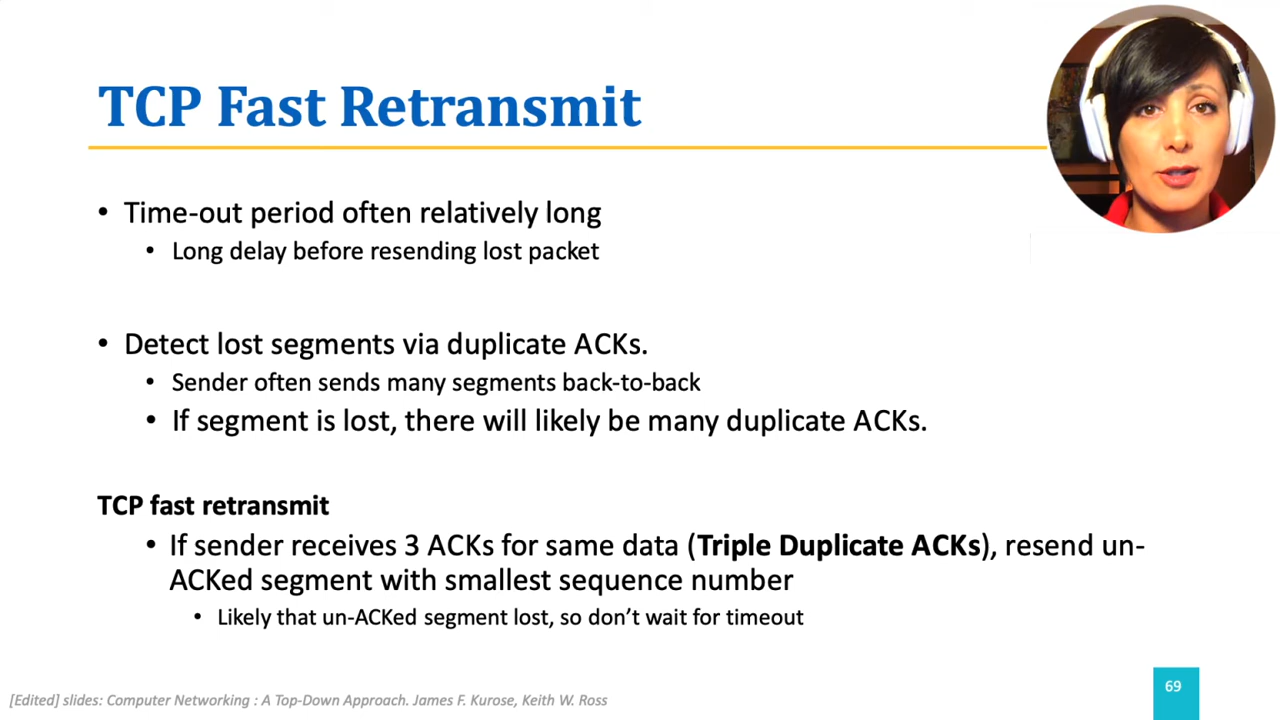 TCP Fast Retransmit
• Time-out period often relatively long
• Long delay before resending lost packet
• Detect lost segments via duplicate ACKs.
• Sender often sends many segments back-to-back
• If segment is lost, there will likely be many duplicate ACKs.
TCP fast retransmit
• If sender receives 3 ACKs for same data (Triple Duplicate ACKs), resend un-
ACKed segment with smallest sequence number
• Likely that un-ACKed segment lost, so don’t wait for timeout
[Edited] slides: Computer Networking : A Top-Down Approach. James F. Kurose, Keith W. Ross
69